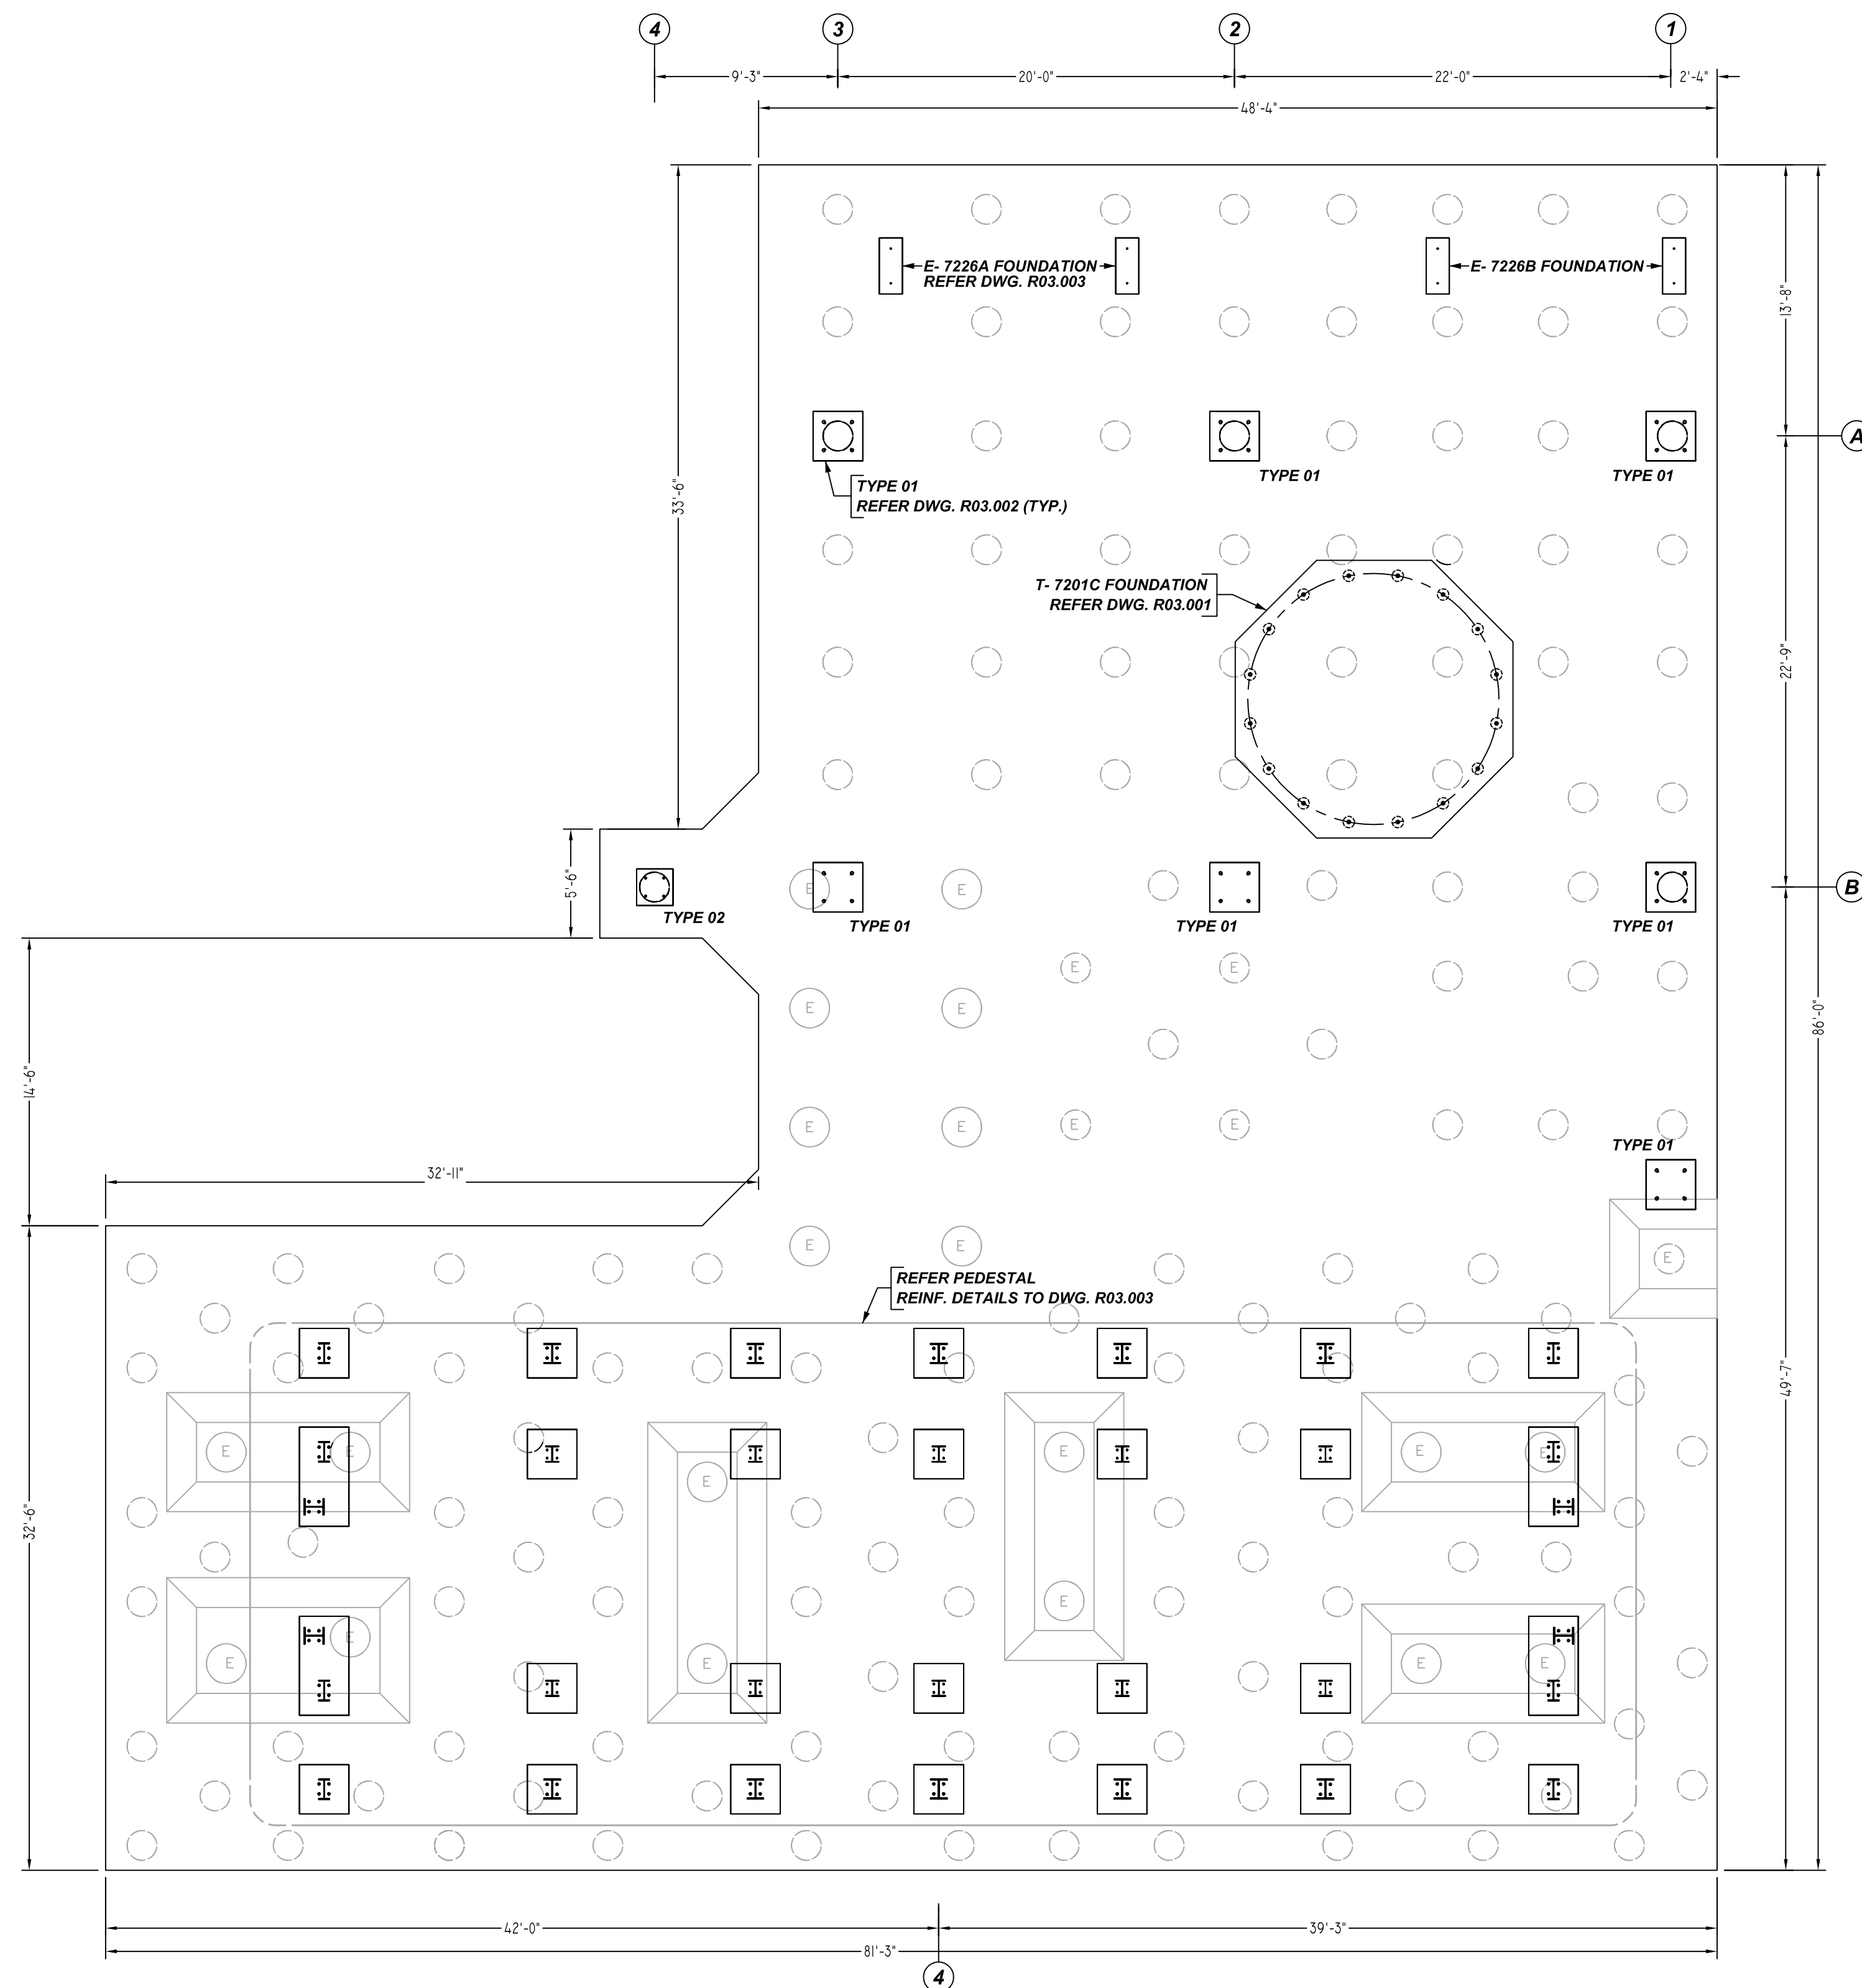 4
3
2
1
9'-3"
20'-0"
22'-0"
2'-4"
48'-4"
E- 7226A FOUNDATION
REFER DWG. R03.003
E- 7226B FOUNDATION
13'-8"
A
TYPE 01
REFER DWG. R03.002 (TYP.)
TYPE 01
TYPE 01
33'-6"
T- 7201C FOUNDATION
REFER DWG. R03.001
22'-9"
5'-6"
TYPE 02
E
E
TYPE 01
TYPE 01
TYPE 01
B
E
E
E
E
86'-0"
14'-6"
E
E
E
E
TYPE 01
32'-11"
E
E
E
REFER PEDESTAL
REINF. DETAILS TO DWG. R03.003
49'-7"
E
E
E
E
E
E
32'-6"
E
E
E
E
E
E
42'-0"
39'-3"
81'-3"
4